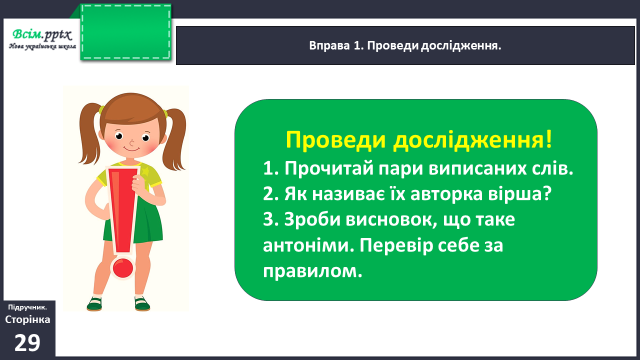 Всім.pptx
Нова українська школа
Вправа 1. Проведи дослідження.
Проведи дослідження!
1. Прочитай пари виписаних слів.
2. Як називає їх авторка вірша?
3. Зроби висновок, що таке
антоніми. Перевір себе за
правилом.
Підручник.
Сторінка
29